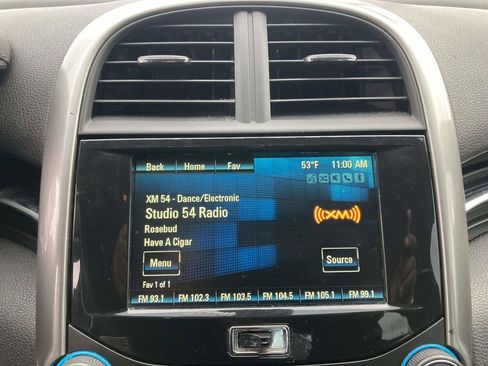 Back Home Fav 53°F 11:00 AM
XM 54 - Dance/Electronic
Studio 54 Radio
((XM))
Rosebud
Have A Cigar
Menu Source
Fav 1 of 1
FM 93.1 FM 102.3 FM 103.5 FM 104.5 FM 105.1 FM 99.1